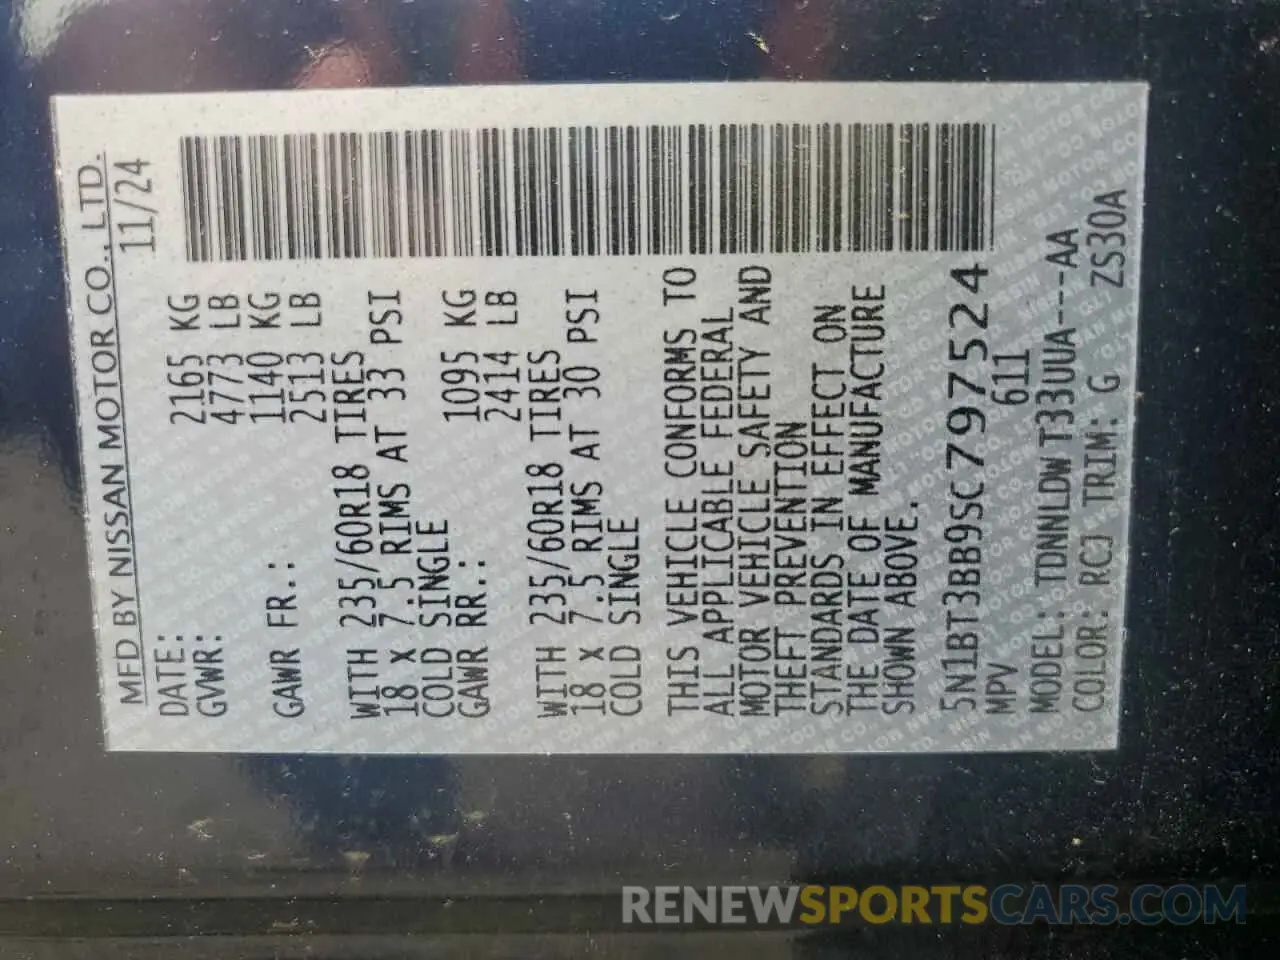 MFD BY NISSAN MOTOR CO., LTD.
DATE: 11/24
GVWR: 2165 KG
4773 LB
GAWR FR.: 1140 KG
2513 LB
WITH 235/60R18 TIRES
18 X 7.5 RIMS AT 33 PSI
COLD SINGLE
GAWR RR.: 1095 KG
2414 LB
WITH 235/60R18 TIRES
18 X 7.5 RIMS AT 30 PSI
COLD SINGLE
THIS VEHICLE CONFORMS TO
ALL APPLICABLE FEDERAL
MOTOR VEHICLE SAFETY AND
THEFT PREVENTION
STANDARDS IN EFFECT ON
THE DATE OF MANUFACTURE
SHOWN ABOVE.
5N1BT3BB9SC797524
MPV 611
MODEL: TDNNLDW T33UUA---AA
COLOR: RCJ TRIM: G ZS30A
RENEWSPORTSCARS.COM